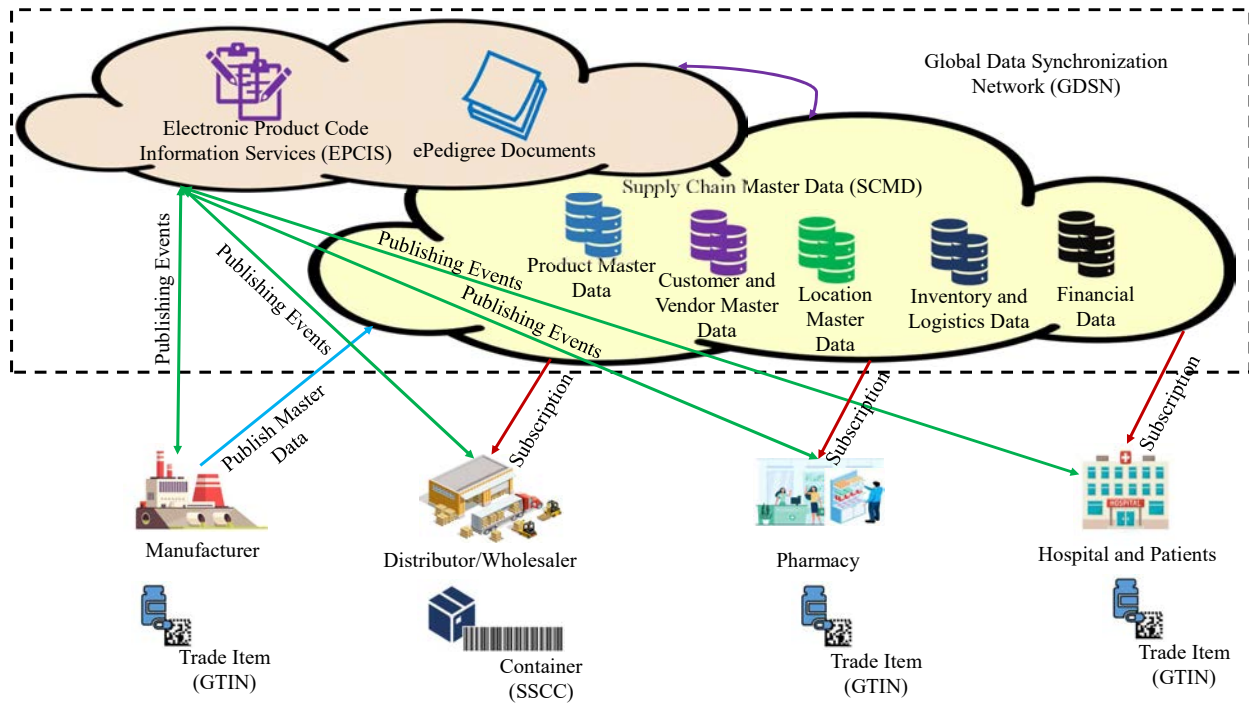 Global Data Synchronization
Network (GDSN)
Electronic Product Code
Information Services (EPCIS)
ePedigree Documents
Supply Chain Master Data (SCMD)
Product Master
Data
Customer and
Vendor Master
Data
Location
Master
Data
Inventory and
Logistics Data
Financial
Data
Publishing Events
Publishing Events
Publishing Events
Publishing Events
Publish Master
Data
Subscription
Subscription
Subscription
HOSPITAL
Manufacturer
Distributor/Wholesaler
Pharmacy
Hospital and Patients
Trade Item
(GTIN)
Container
(SSCC)
Trade Item
(GTIN)
Trade Item
(GTIN)